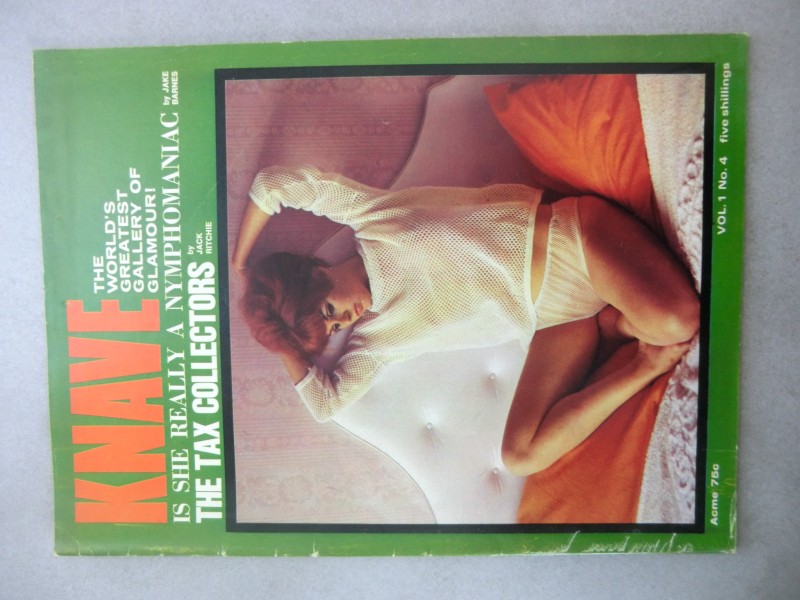 KNAVE
THE
WORLD'S
GREATEST
GALLERY OF
GLAMOUR!
IS SHE REALLY A NYMPHOMANIAC by JAKE
BARNES
THE TAX COLLECTORS by
JACK
RITCHIE
Acme 75c
VOL. 1 No. 4 five shillings